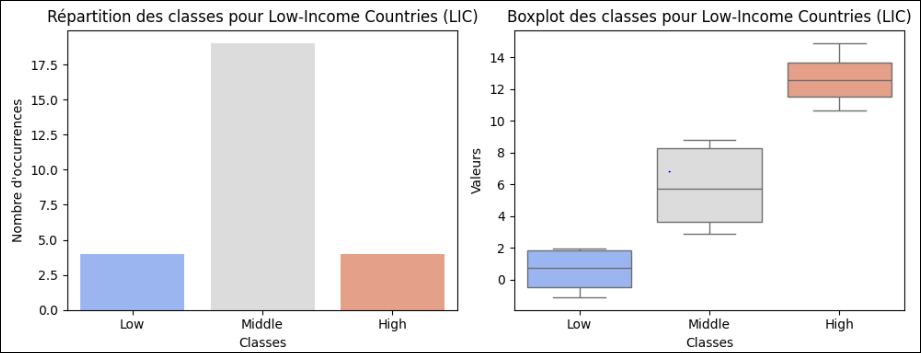 Répartition des classes pour Low-Income Countries (LIC)
Nombre d'occurrences
17.5
15.0
12.5
10.0
7.5
5.0
2.5
0.0
Low Middle High
Classes
Boxplot des classes pour Low-Income Countries (LIC)
Valeurs
14
12
10
8
6
4
2
0
Low Middle High
Classes